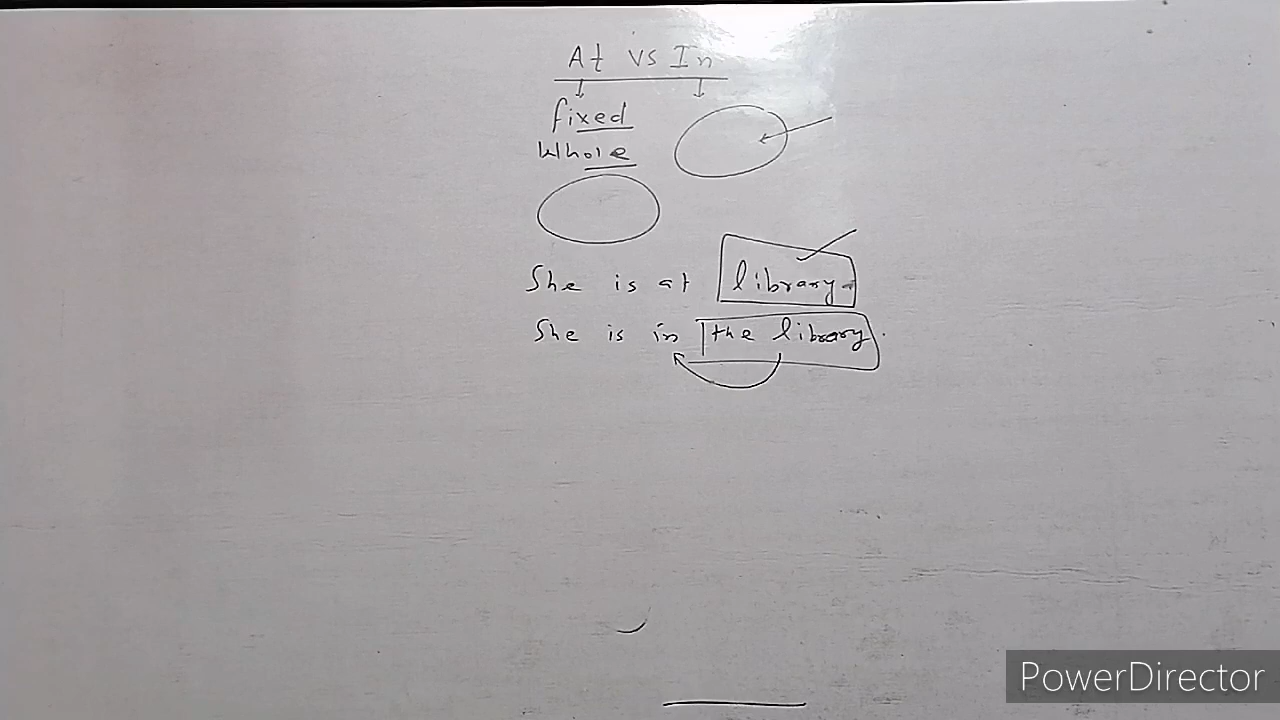 At vs In
fixed
Whole
She is at library.
She is in the library.
PowerDirector